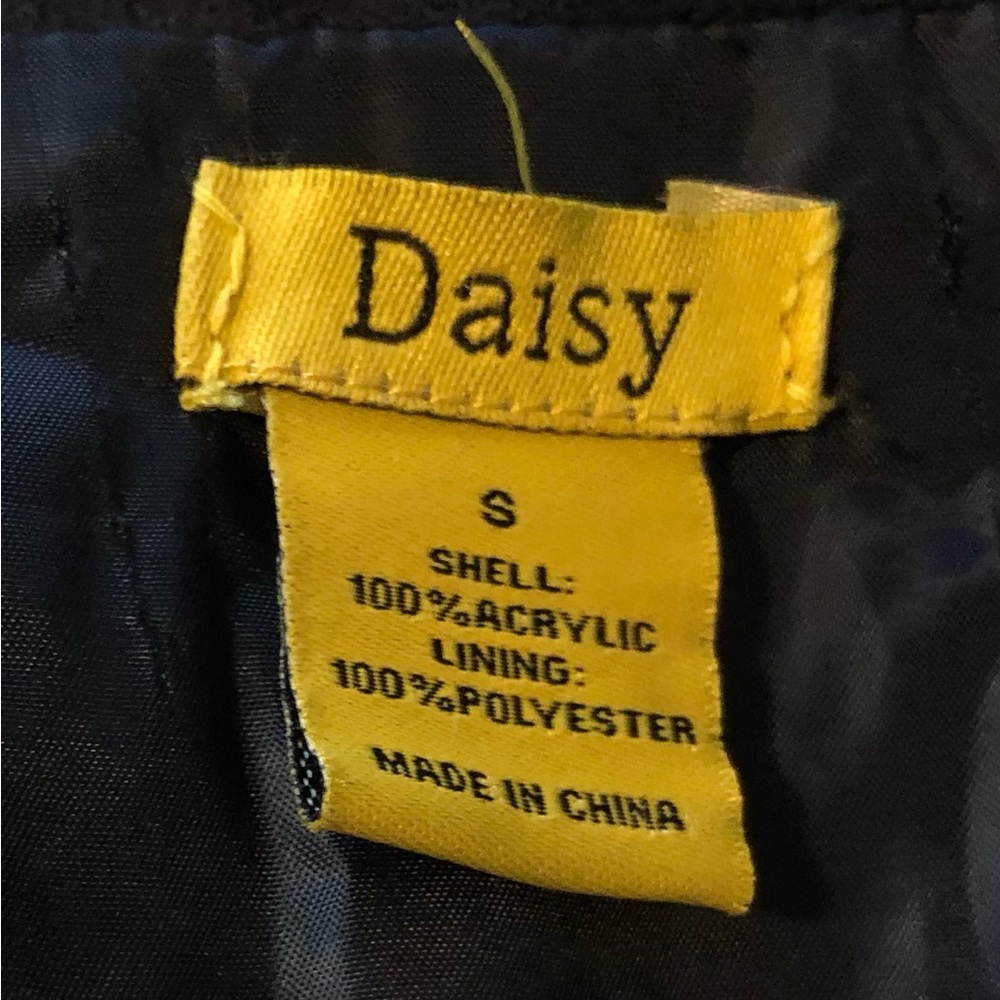 Daisy
S
SHELL:
100%ACRYLIC
LINING:
100%POLYESTER
MADE IN CHINA